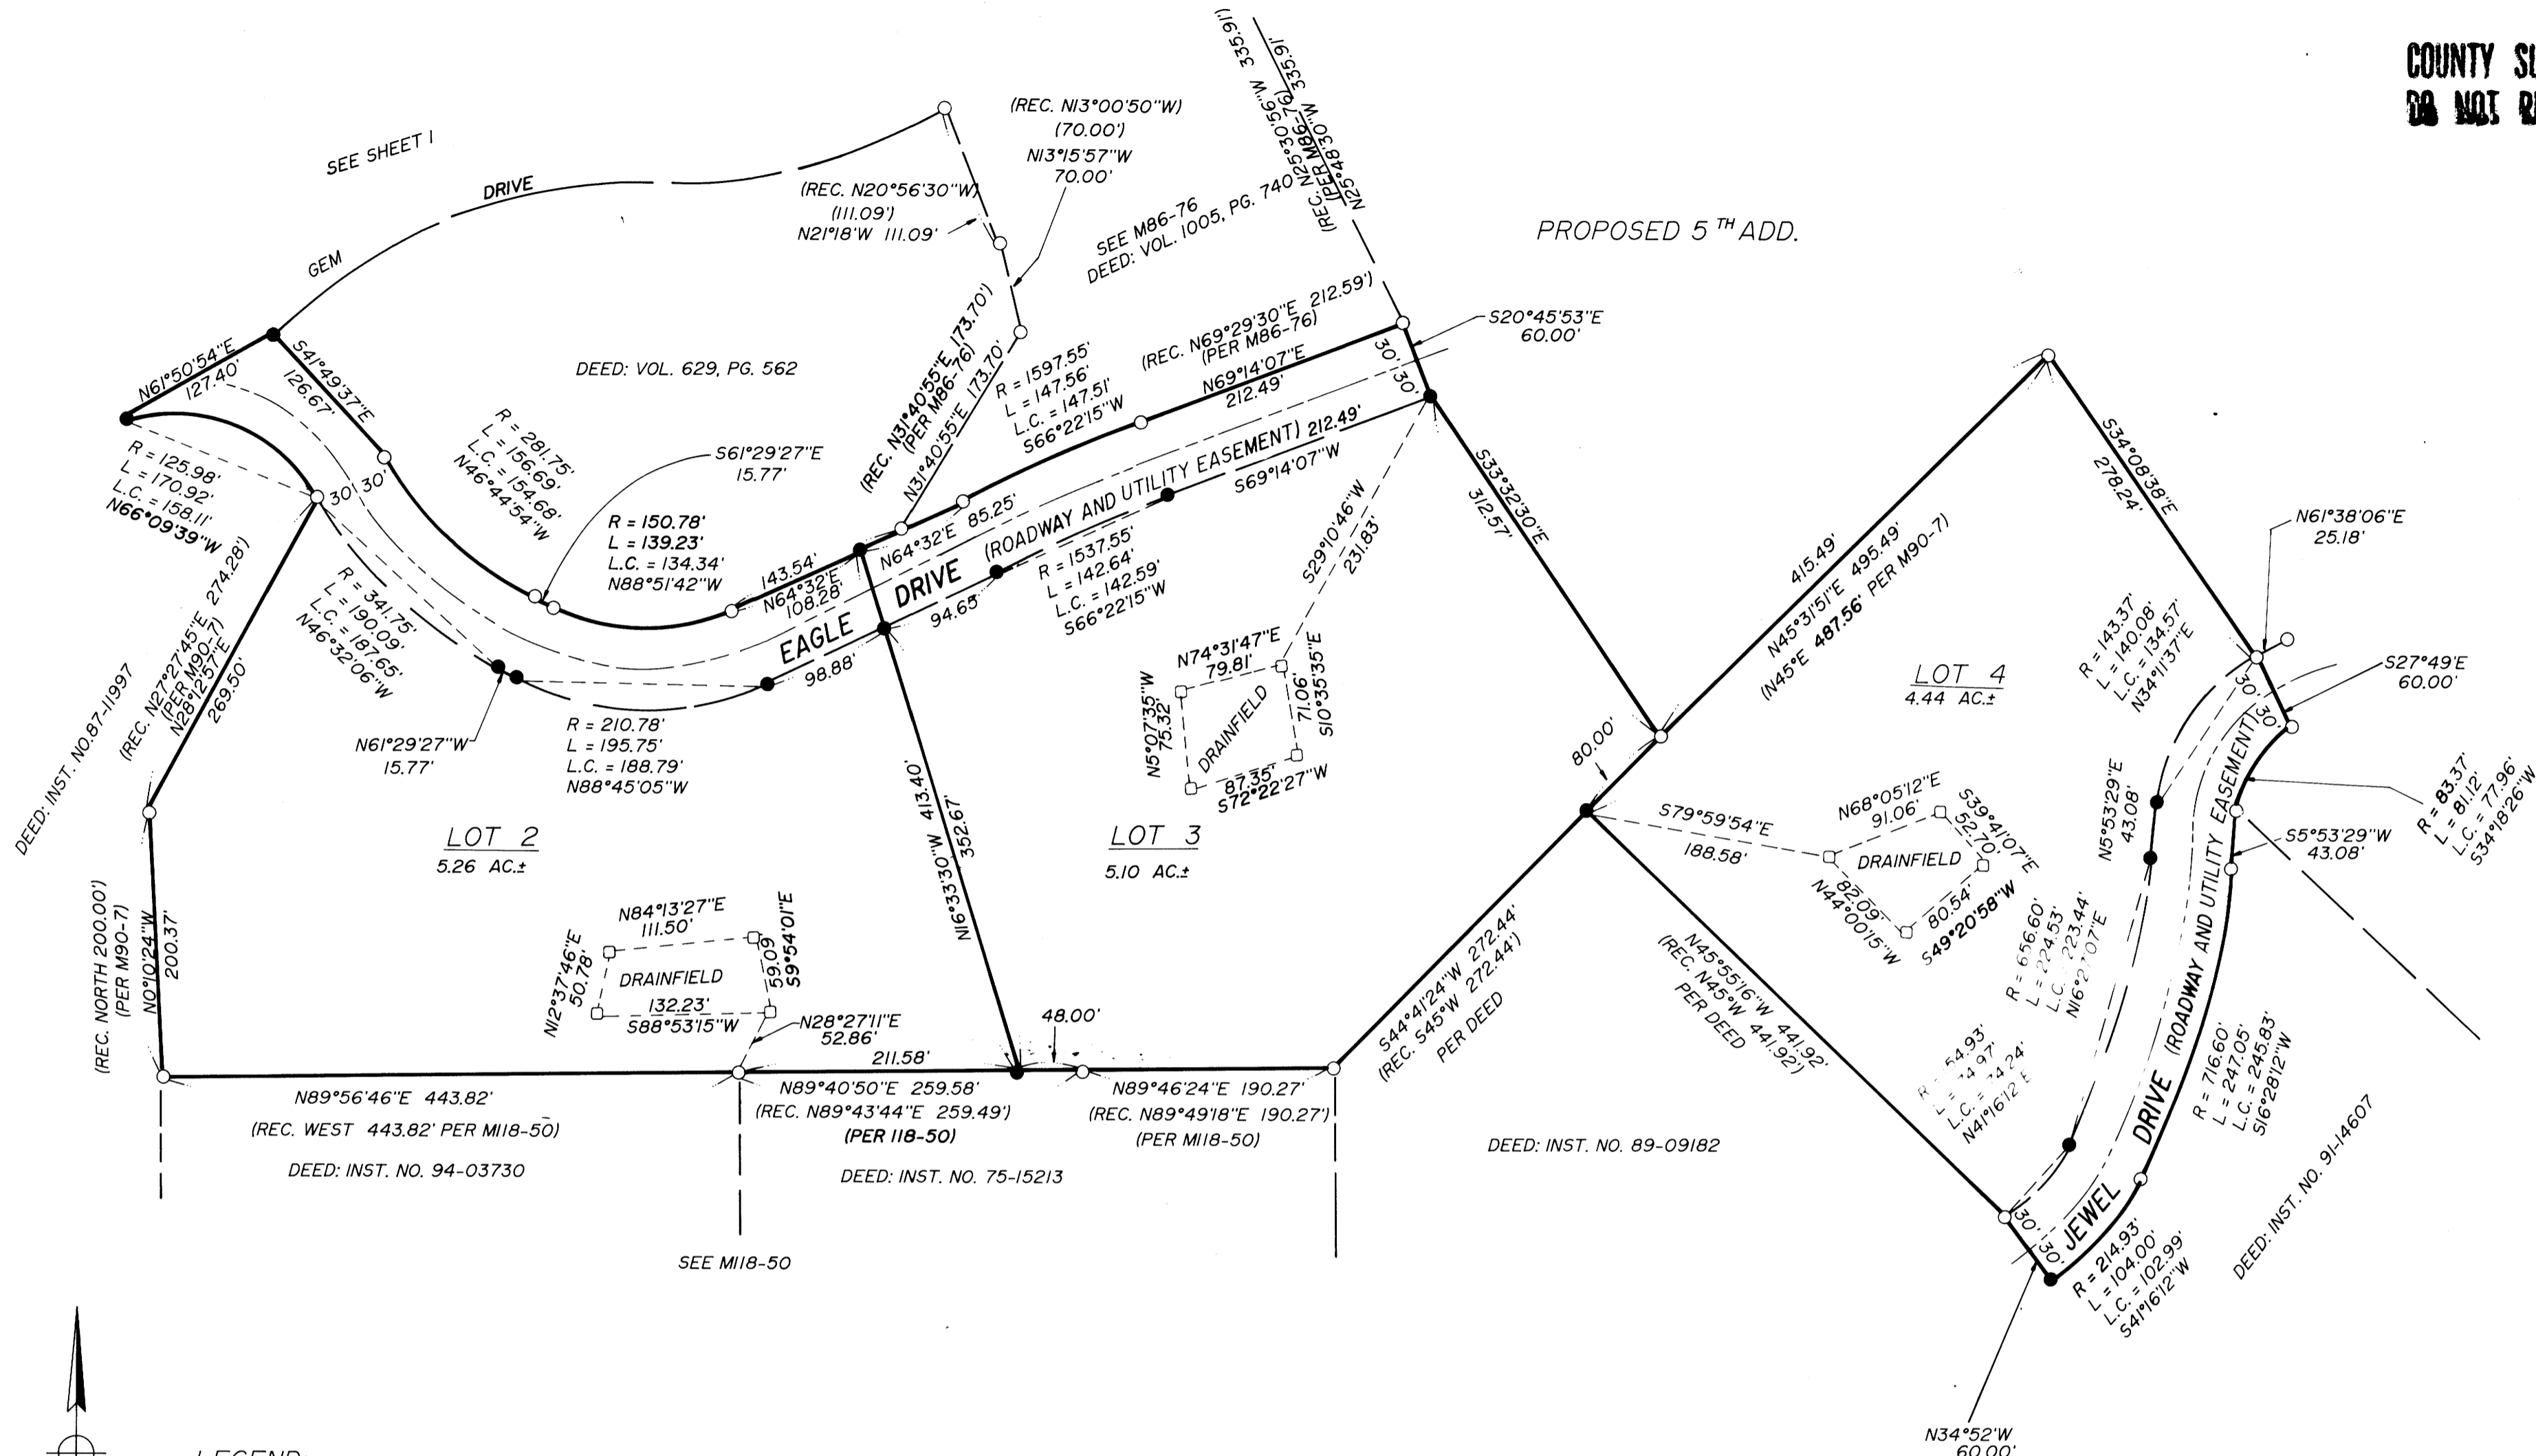 COUNTY
DO NOT
SEE SHEET 1
GEM
DRIVE
(REC. N13°00'50"W)
(70.00')
N13°15'57"W
70.00'
(REC. N20°56'30"W)
(111.09')
N21°18'W 111.09'
SEE M86-76
DEED: VOL. 1005, PG. 740
(REC. N25°30'56"W 335.91')
(PER M86-76)
N25°48'30"W 335.91'
PROPOSED 5TH ADD.
N61°50'54"E
127.40'
S41°49'37"E
126.67'
DEED: VOL. 629, PG. 562
(REC. N31°40'55"E 173.70')
(PER M86-76)
N31°40'55"E 173.70'
R = 1597.55'
L = 147.56'
L.C. = 147.51'
S66°22'15"W
(REC. N69°29'30"E 212.59')
(PER M86-76)
N69°14'07"E
212.49'
30'
30'
S20°45'53"E
60.00'
R = 125.98'
L = 170.92'
L.C. = 158.11'
N66°09'39"W
30' 30'
R = 281.75'
L = 156.69'
L.C. = 154.68'
N46°44'54"W
S61°29'27"E
15.77'
R = 150.78'
L = 139.23'
L.C. = 134.34'
N88°51'42"W
143.54'
N64°32'E
108.28'
N64°32'E 85.25'
EAGLE DRIVE (ROADWAY AND UTILITY EASEMENT)
212.49'
S69°14'07"W
98.88'
94.65'
R = 1537.55'
L = 142.64'
L.C. = 142.59'
S66°22'15"W
S29°10'46"W
231.83'
S33°32'30"E
312.57'
DEED: INST. NO.87-11997
(REC. N27°27'45"E 274.28')
(PER M90-7)
N28°12'57"E
269.50'
R = 341.75'
L = 190.09'
L.C. = 187.65'
N46°32'06"W
N61°29'27"W
15.77'
R = 210.78'
L = 195.75'
L.C. = 188.79'
N88°45'05"W
N16°33'30"W 413.40'
352.67'
N74°31'47"E
79.81'
N5°07'35"W
75.32'
DRAINFIELD
71.06'
S10°35'35"E
87.35'
S72°22'27"W
LOT 2
5.26 AC.±
LOT 3
5.10 AC.±
(REC. NORTH 200.00')
(PER M90-7)
N0°10'24"W
200.37'
N84°13'27"E
111.50'
N12°37'46"E
50.78'
DRAINFIELD
59.09
S9°54'01"E
132.23'
S88°53'15"W
N28°27'11"E
52.86'
211.58'
48.00'
N89°56'46"E 443.82'
(REC. WEST 443.82' PER M118-50)
DEED: INST. NO. 94-03730
N89°40'50"E 259.58'
(REC. N89°43'44"E 259.49')
(PER 118-50)
DEED: INST. NO. 75-15213
N89°46'24"E 190.27'
(REC. N89°49'18"E 190.27')
(PER M118-50)
SEE M118-50
S44°41'24"W 272.44'
(REC. S45°W 272.44')
PER DEED
DEED: INST. NO. 89-09182
80.00'
415.49'
N45°31'51"E 495.49'
(N45°E 487.56' PER M90-7)
S34°08'38"E
278.24'
LOT 4
4.44 AC.±
N61°38'06"E
25.18'
S27°49'E
60.00'
30'
30'
R = 143.37'
L = 140.08'
L.C. = 134.57'
N34°11'37"E
N5°53'29"E
43.08'
S79°59'54"E
188.58'
N68°05'12"E
91.06'
S39°41'07"E
52.70'
DRAINFIELD
82.09'
N44°00'15"W
80.54'
S49°20'58"W
N45°55'16"W 441.92'
(REC. N45°W 441.92')
PER DEED
R = 656.60'
L = 224.53'
L.C. 223.44'
54.93'
L.C. =
N41°16'12"E
JEWEL DRIVE (ROADWAY AND UTILITY EASEMENT)
R = 83.37'
L = 81.12'
L.C. = 77.96'
S34°18'26"W
S5°53'29"W
43.08'
R = 716.60'
L = 247.05'
L.C. = 245.83'
S16°28'12"W
DEED: INST. NO. 91-14607
R = 214.93'
L = 104.00'
L.C. = 102.99'
S41°16'12"W
30'
30'
N34°52'W
60.00'
LEGEND: